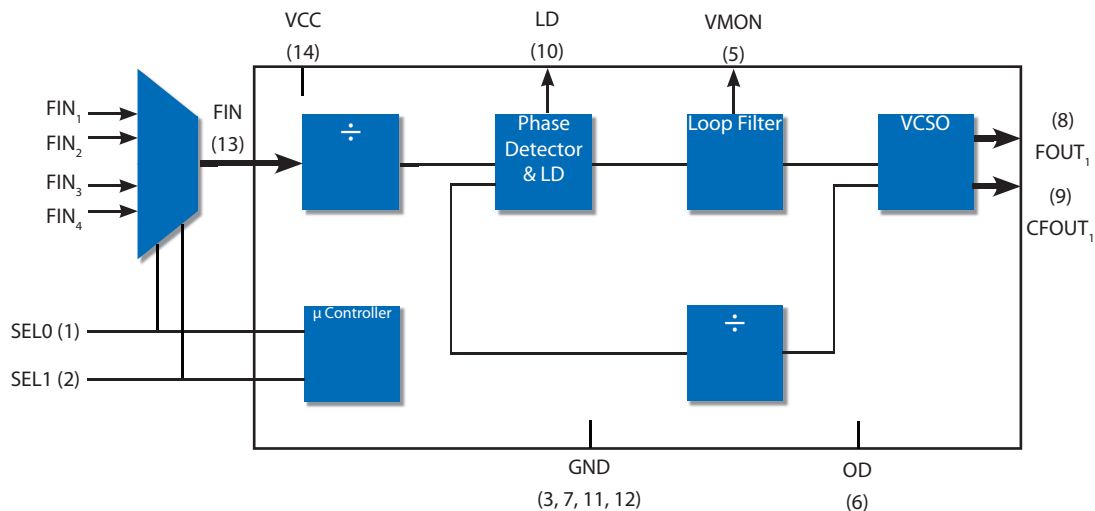 VCC
(14)
LD
(10)
VMON
(5)
FIN₁
FIN₂
FIN₃
FIN₄
FIN
(13)
÷
Phase
Detector
& LD
Loop Filter
VCSO
(8)
FOUT₁
(9)
CFOUT₁
SEL0 (1)
SEL1 (2)
µ Controller
÷
GND
(3, 7, 11, 12)
OD
(6)